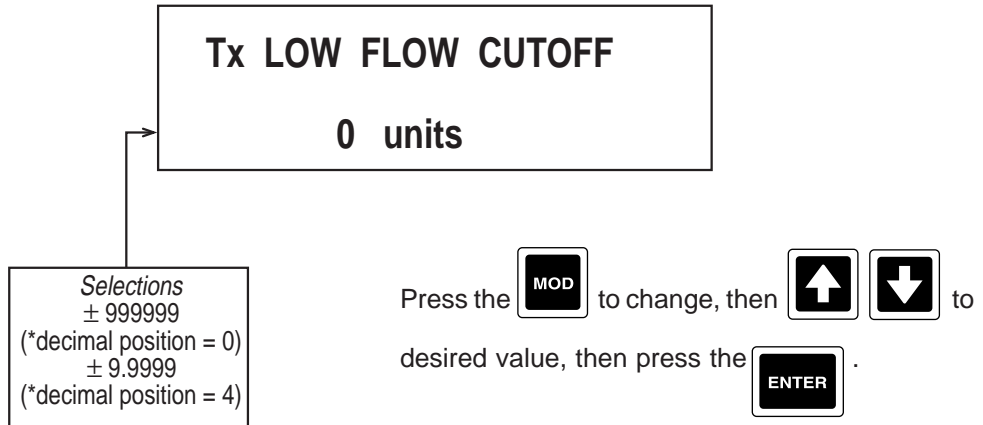 Tx LOW FLOW CUTOFF
0 units
Selections
± 999999
(*decimal position = 0)
± 9.9999
(*decimal position = 4)
Press the MOD to change, then to
desired value, then press the ENTER .